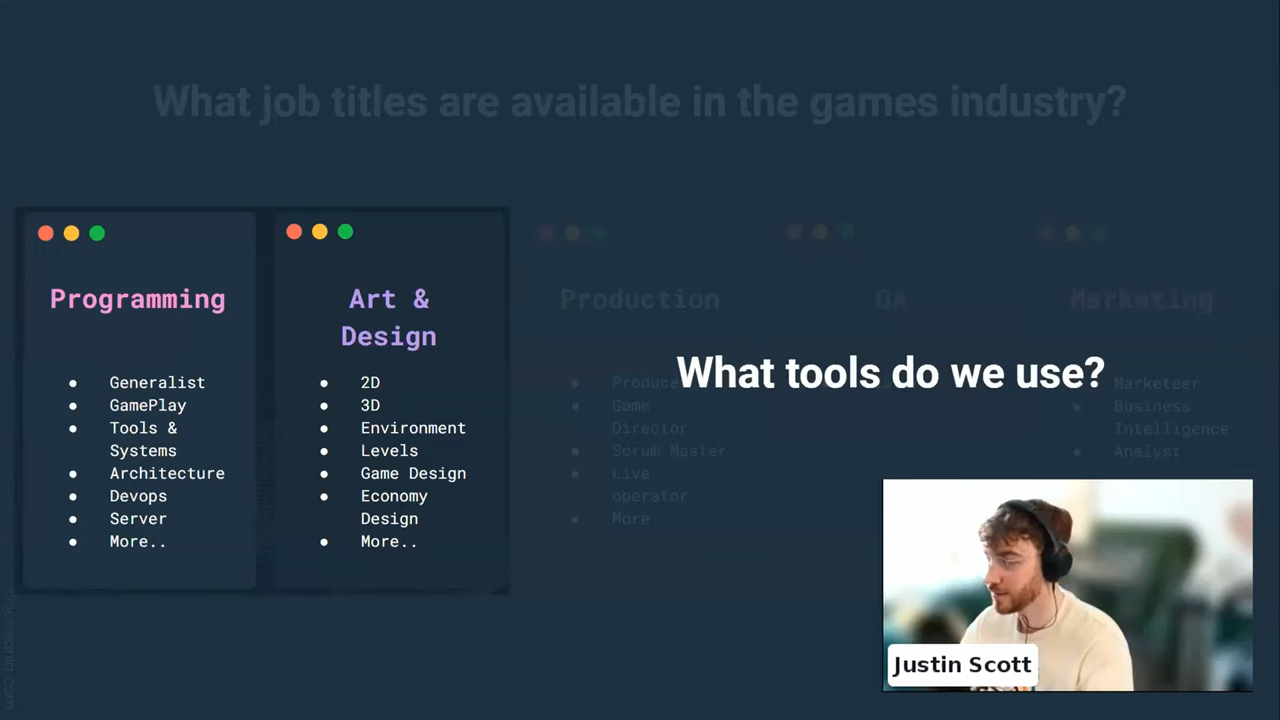 What job titles are available in the games industry?
Programming
Generalist
GamePlay
Tools &
Systems
Architecture
Devops
Server
More..
Art &
Design
2D
3D
Environment
Levels
Game Design
Economy
Design
More..
Production
Game
Director
Scrum Master
Live
operator
More
QA
Marketing
Marketeer
Business
Intelligence
Analyst
What tools do we use?
Justin Scott